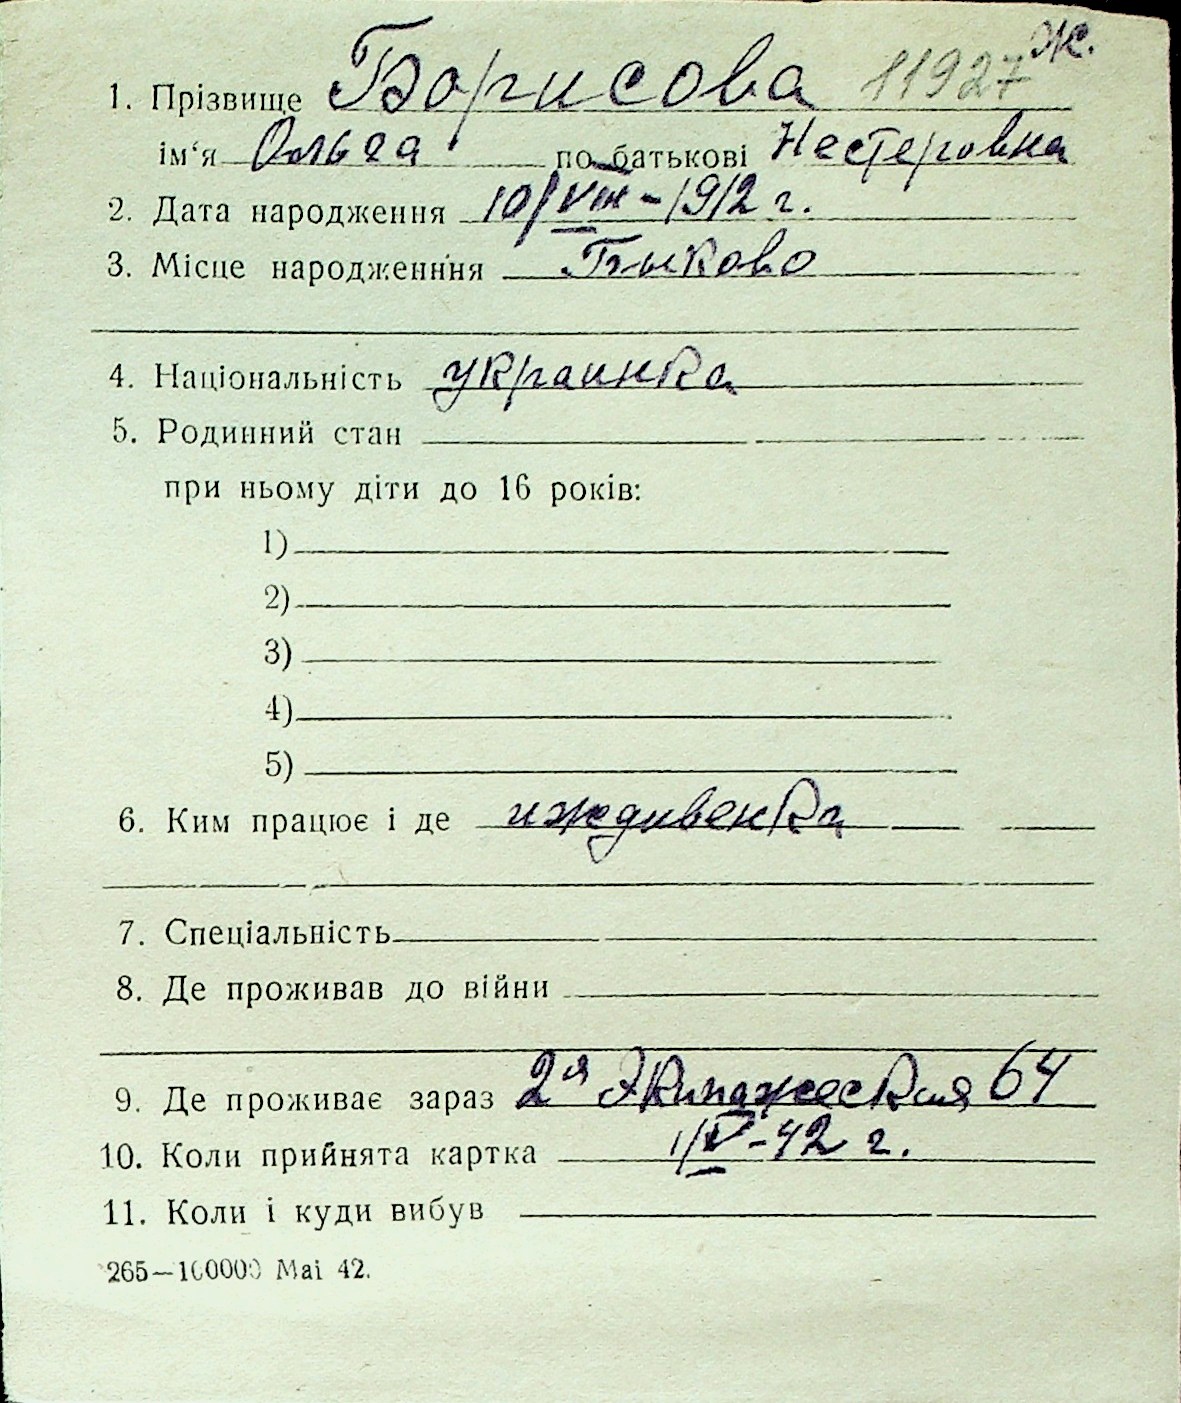 ж.
1. Прізвище Борисова 11927
ім'я Ольга по батькові Нестеровна
2. Дата народження 10/VIII-1912 г.
3. Місце народженння Быково
4. Національність украинка
5. Родинний стан
при ньому діти до 16 років:
1)
2)
3)
4)
5)
6. Ким працює і де иждивенка
7. Спеціальність
8. Де проживав до війни
9. Де проживає зараз 2я Экипажеская 64
10. Коли прийнята картка 1/V-42 г.
11. Коли і куди вибув
265—100000 Mai 42.